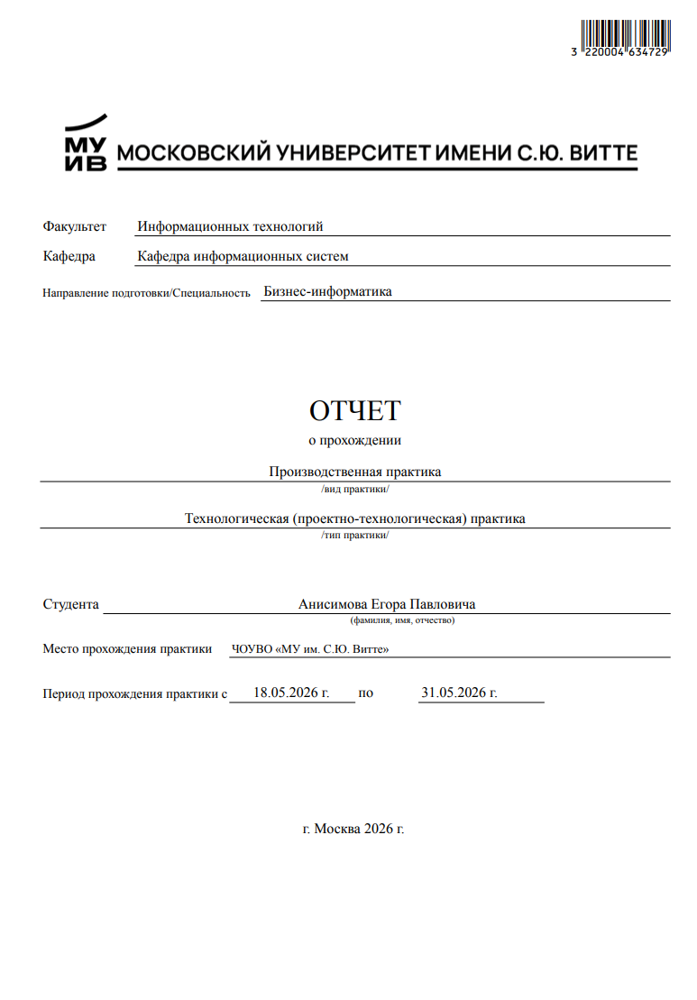 3 220004 634729
МУ
ИВ
МОСКОВСКИЙ УНИВЕРСИТЕТ ИМЕНИ С.Ю. ВИТТЕ
Факультет Информационных технологий
Кафедра Кафедра информационных систем
Направление подготовки/Специальность Бизнес-информатика
ОТЧЕТ
о прохождении
Производственная практика
/вид практики/
Технологическая (проектно-технологическая) практика
/тип практики/
Студента Анисимова Егора Павловича
(фамилия, имя, отчество)
Место прохождения практики ЧОУВО «МУ им. С.Ю. Витте»
Период прохождения практики с 18.05.2026 г. по 31.05.2026 г.
г. Москва 2026 г.